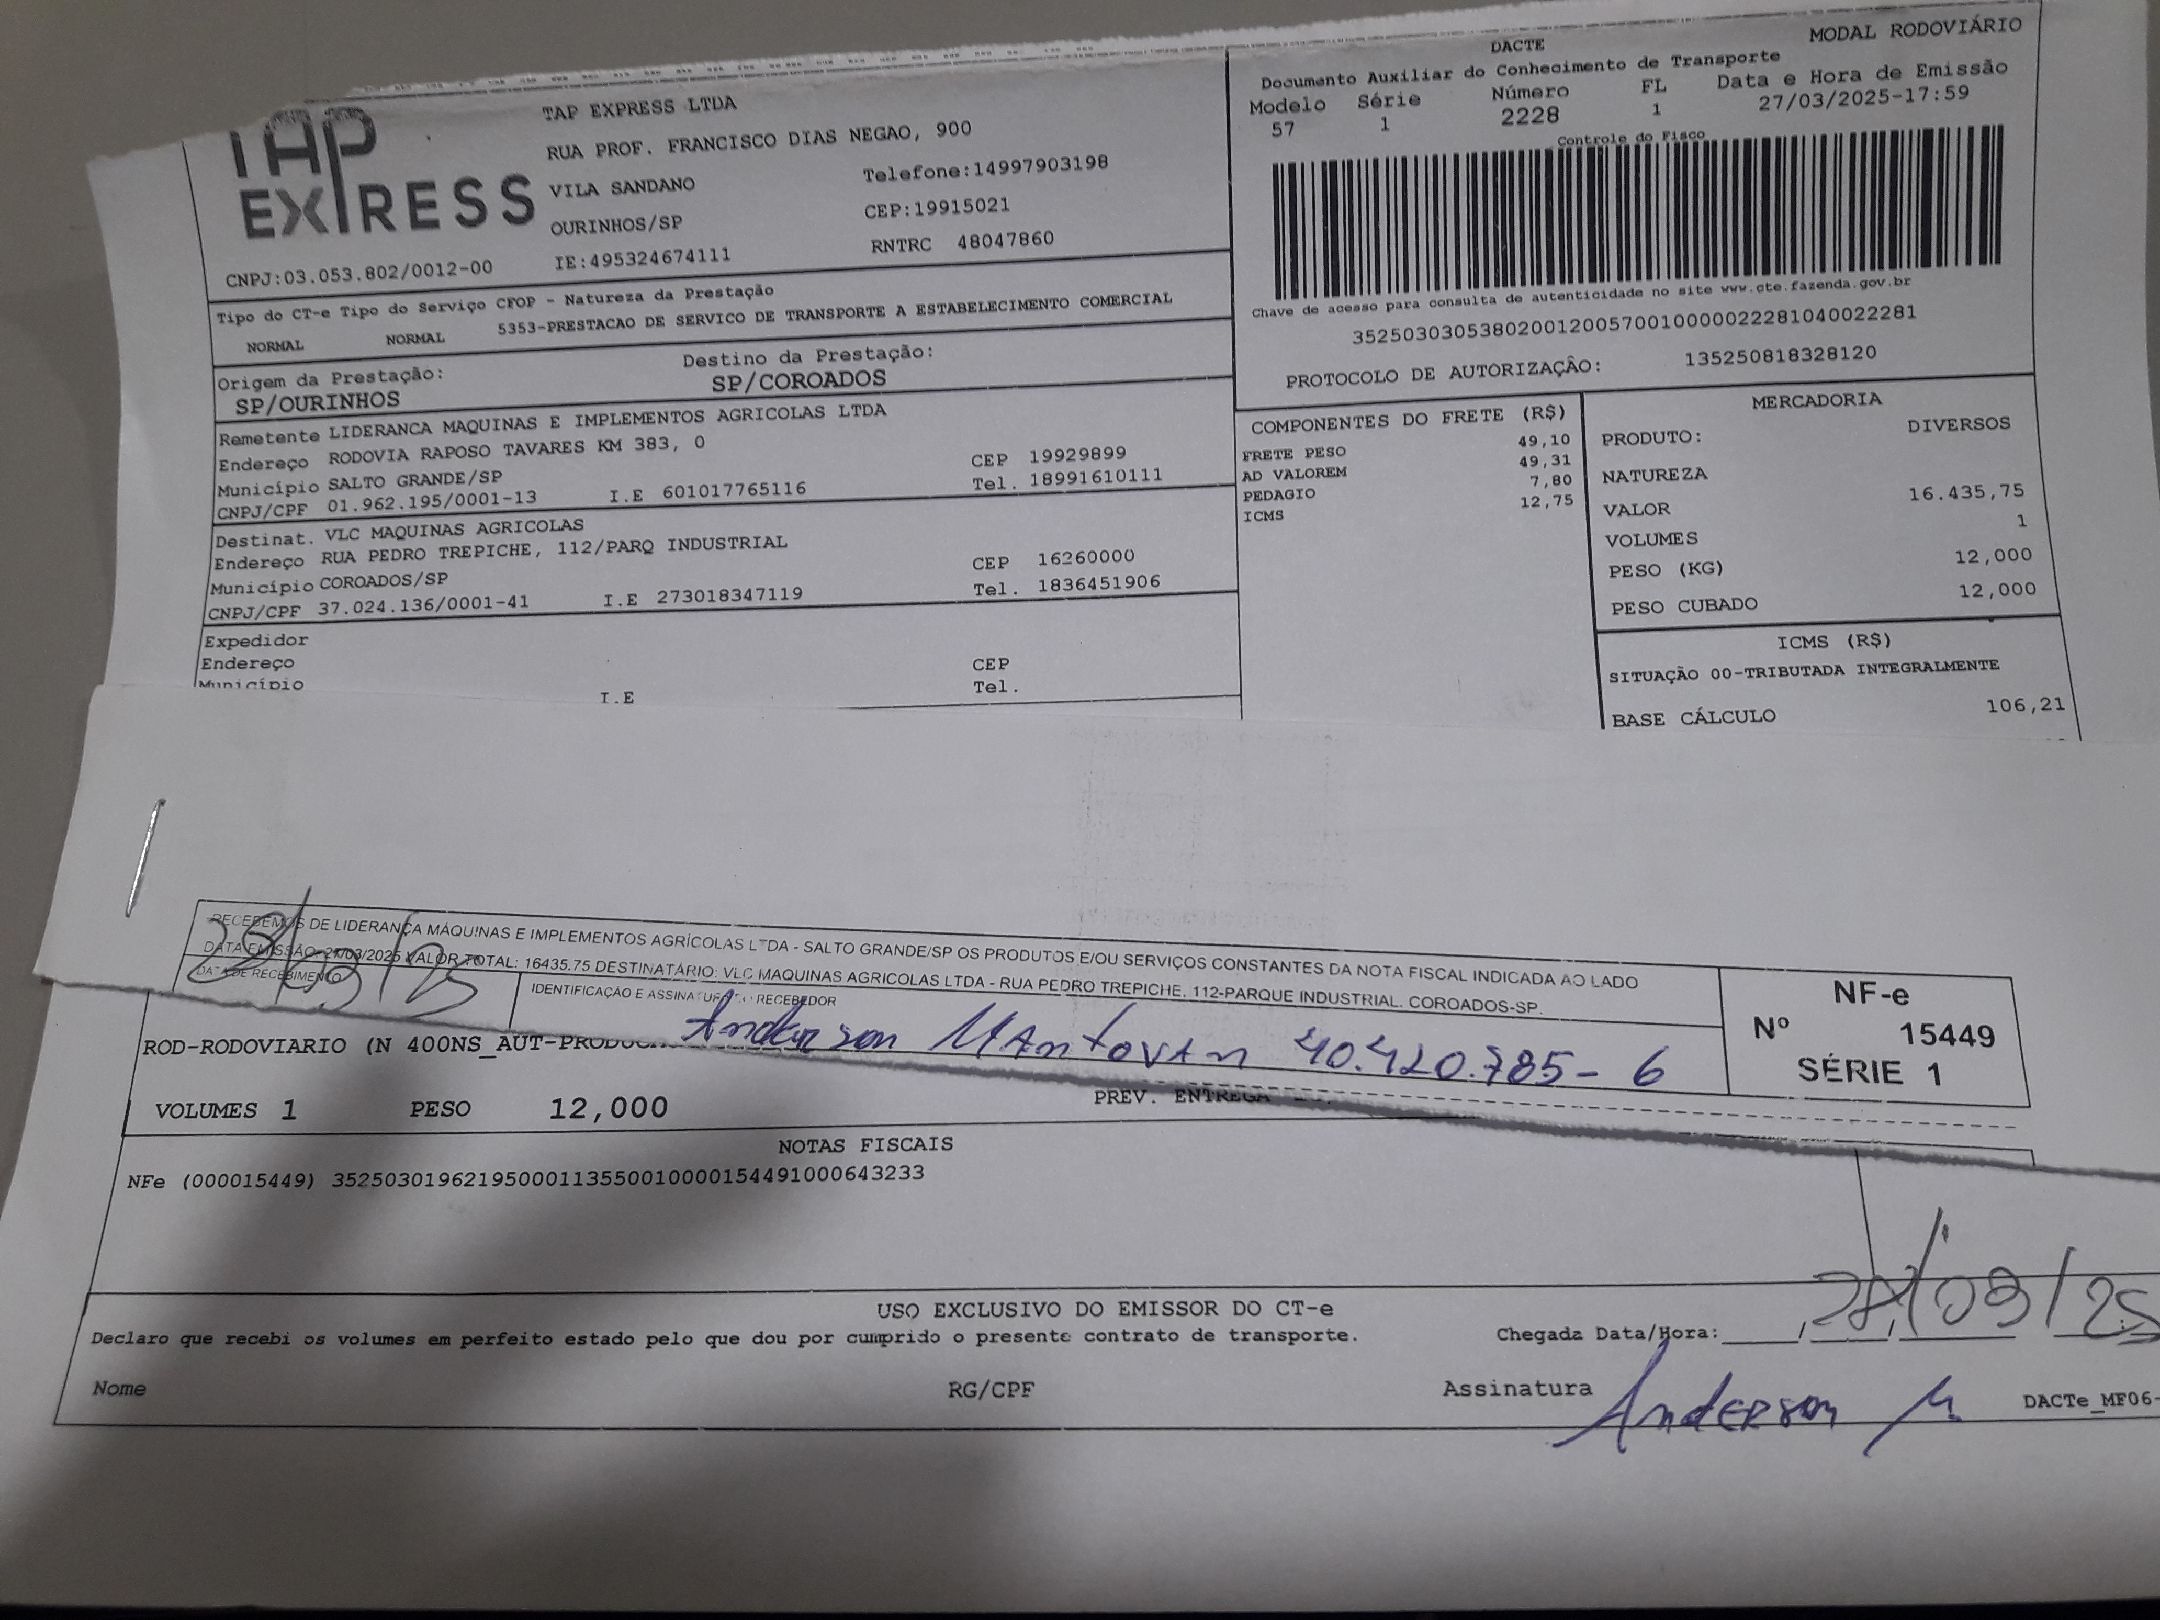 TAP EXPRESS
TAP EXPRESS LTDA
RUA PROF. FRANCISCO DIAS NEGAO, 900
VILA SANDANO Telefone:14997903198
OURINHOS/SP CEP:19915021
CNPJ:03.053.802/0012-00 IE:495324674111 RNTRC 48047860
DACTE MODAL RODOVIÁRIO
Documento Auxiliar do Conhecimento de Transporte
Modelo Série Número FL Data e Hora de Emissão
57 1 2228 1 27/03/2025-17:59
Controle do Fisco
Chave de acesso para consulta de autenticidade no site www.cte.fazenda.gov.br
35250303053802001200570010000022281040022281
PROTOCOLO DE AUTORIZAÇÃO: 135250818328120
Tipo do CT-e Tipo do Serviço CFOP - Natureza da Prestação
NORMAL NORMAL 5353-PRESTACAO DE SERVICO DE TRANSPORTE A ESTABELECIMENTO COMERCIAL
Origem da Prestação: Destino da Prestação:
SP/OURINHOS SP/COROADOS
Remetente LIDERANCA MAQUINAS E IMPLEMENTOS AGRICOLAS LTDA
Endereço RODOVIA RAPOSO TAVARES KM 383, 0
Município SALTO GRANDE/SP CEP 19929899
CNPJ/CPF 01.962.195/0001-13 I.E 601017765116 Tel. 18991610111
Destinat. VLC MAQUINAS AGRICOLAS
Endereço RUA PEDRO TREPICHE, 112/PARQ INDUSTRIAL
Município COROADOS/SP CEP 16260000
CNPJ/CPF 37.024.136/0001-41 I.E 273018347119 Tel. 1836451906
Expedidor
Endereço
Município CEP
I.E Tel.
COMPONENTES DO FRETE (R$)
FRETE PESO 49,10
AD VALOREM 49,31
PEDAGIO 7,80
ICMS 12,75
MERCADORIA
PRODUTO: DIVERSOS
NATUREZA
VALOR 16.435,75
VOLUMES 1
PESO (KG) 12,000
PESO CUBADO 12,000
ICMS (R$)
SITUAÇÃO 00-TRIBUTADA INTEGRALMENTE
BASE CÁLCULO 106,21
RECEBEMOS DE LIDERANÇA MÁQUINAS E IMPLEMENTOS AGRÍCOLAS LTDA - SALTO GRANDE/SP OS PRODUTOS E/OU SERVIÇOS CONSTANTES DA NOTA FISCAL INDICADA AO LADO
DATA EMISSÃO: 27/03/2025 VALOR TOTAL: 16435.75 DESTINATÁRIO: VLC MAQUINAS AGRICOLAS LTDA - RUA PEDRO TREPICHE, 112-PARQUE INDUSTRIAL. COROADOS-SP.
DATA DE RECEBIMENTO IDENTIFICAÇÃO E ASSINATURA DO RECEBEDOR
28/03/25 Anderson Mantovan 40.420.785-6
NF-e
Nº 15449
SÉRIE 1
ROD-RODOVIARIO (N 400NS_AUT-PRODUC
VOLUMES 1 PESO 12,000 PREV. ENTREGA
NOTAS FISCAIS
NFe (000015449) 35250301962195000113550010000154491000643233
USO EXCLUSIVO DO EMISSOR DO CT-e
Declaro que recebi os volumes em perfeito estado pelo que dou por cumprido o presente contrato de transporte. Chegada Data/Hora: 28/03/25
Nome RG/CPF Assinatura Anderson M DACTe_MF06-